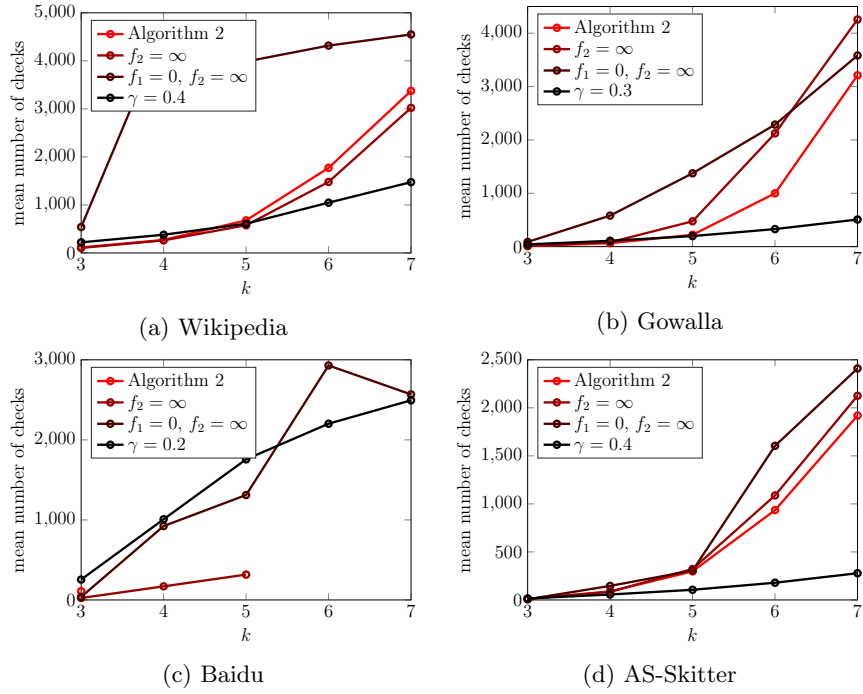 5,000
4,000
3,000
2,000
1,000
0
mean number of checks
Algorithm 2
f₂ = ∞
f₁ = 0, f₂ = ∞
γ = 0.4
3 4 5 6 7
k
(a) Wikipedia
4,000
3,000
2,000
1,000
0
mean number of checks
Algorithm 2
f₂ = ∞
f₁ = 0, f₂ = ∞
γ = 0.3
3 4 5 6 7
k
(b) Gowalla
3,000
2,000
1,000
0
mean number of checks
Algorithm 2
f₂ = ∞
f₁ = 0, f₂ = ∞
γ = 0.2
3 4 5 6 7
k
(c) Baidu
2,500
2,000
1,500
1,000
500
0
mean number of checks
Algorithm 2
f₂ = ∞
f₁ = 0, f₂ = ∞
γ = 0.4
3 4 5 6 7
k
(d) AS-Skitter